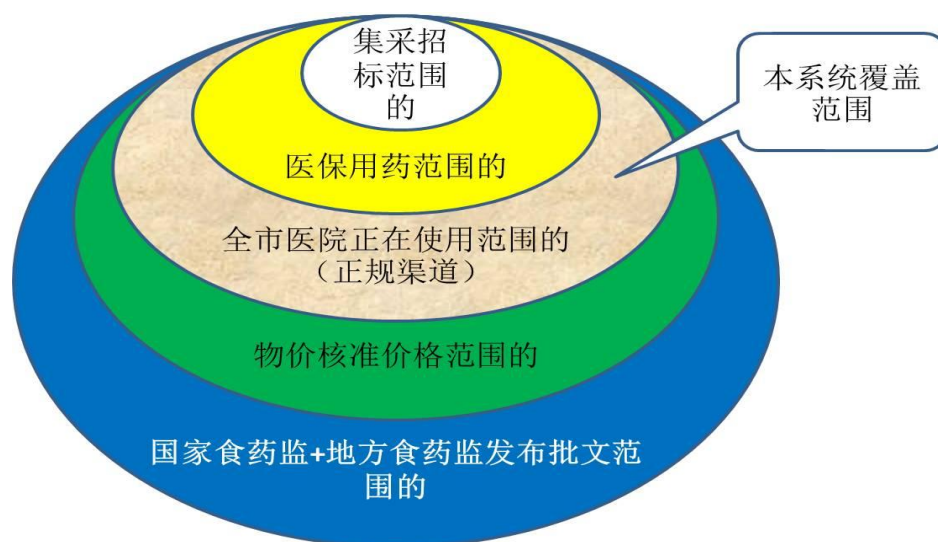 集采招
标范围
的
本系统覆盖
范围
医保用药范围的
全市医院正在使用范围的
（正规渠道）
物价核准价格范围的
国家食药监+地方食药监发布批文范
围的